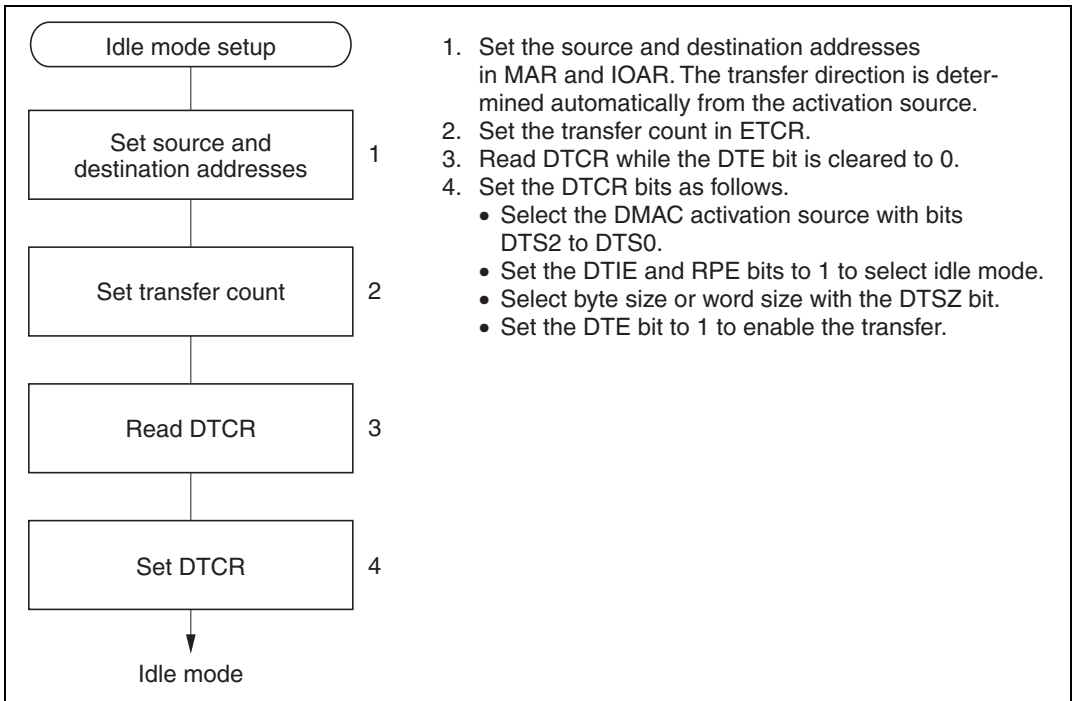 Idle mode setup
Set source and
destination addresses
1
Set transfer count
2
Read DTCR
3
Set DTCR
4
Idle mode
1. Set the source and destination addresses
in MAR and IOAR. The transfer direction is deter-
mined automatically from the activation source.
2. Set the transfer count in ETCR.
3. Read DTCR while the DTE bit is cleared to 0.
4. Set the DTCR bits as follows.
• Select the DMAC activation source with bits
DTS2 to DTS0.
• Set the DTIE and RPE bits to 1 to select idle mode.
• Select byte size or word size with the DTSZ bit.
• Set the DTE bit to 1 to enable the transfer.